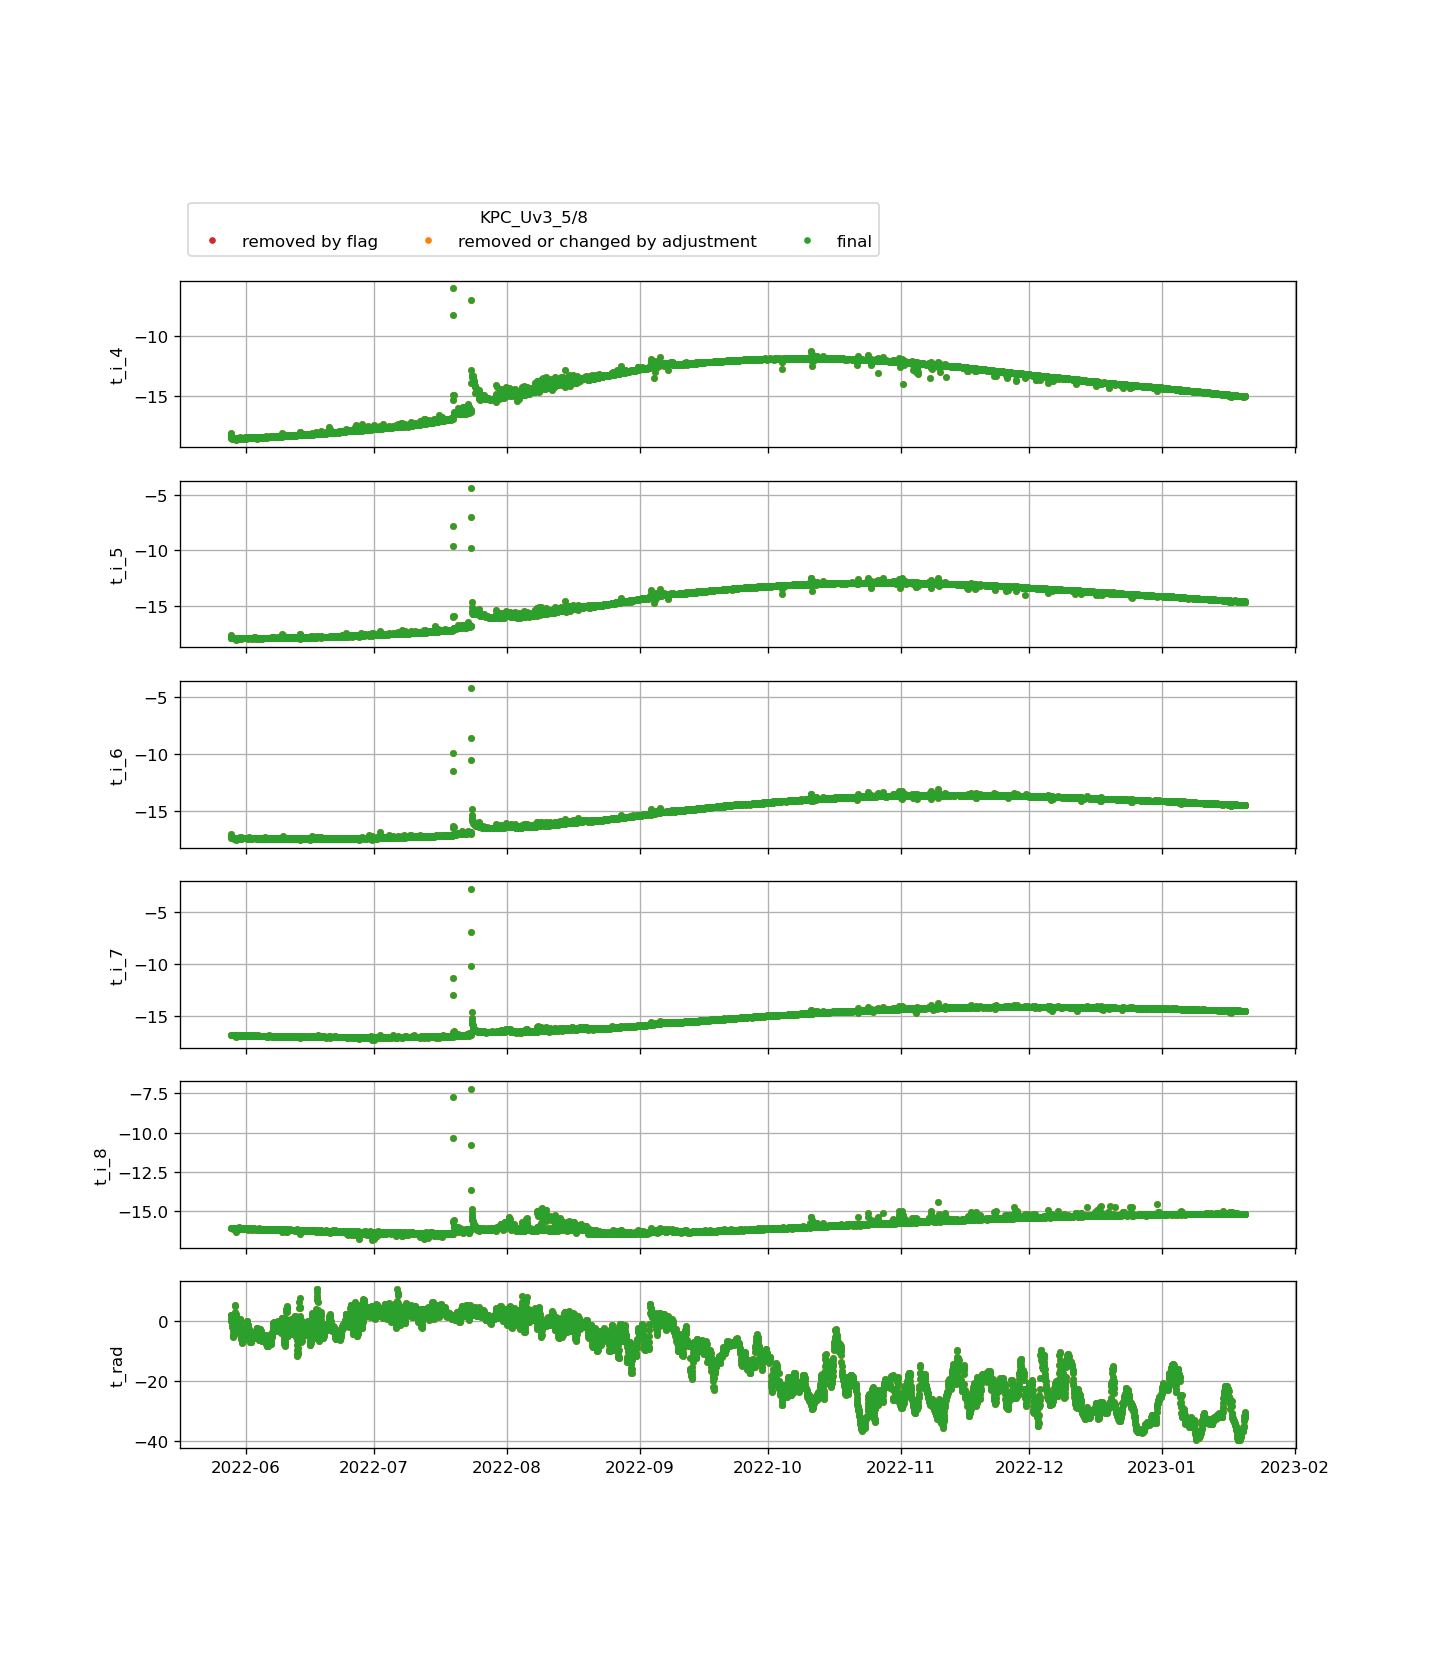 KPC_Uv3_5/8
removed by flag removed or changed by adjustment final
t_i_4
−10
−15
t_i_5
−5
−10
−15
t_i_6
−5
−10
−15
t_i_7
−5
−10
−15
t_i_8
−7.5
−10.0
−12.5
−15.0
t_rad
0
−20
−40
2022-06 2022-07 2022-08 2022-09 2022-10 2022-11 2022-12 2023-01 2023-02